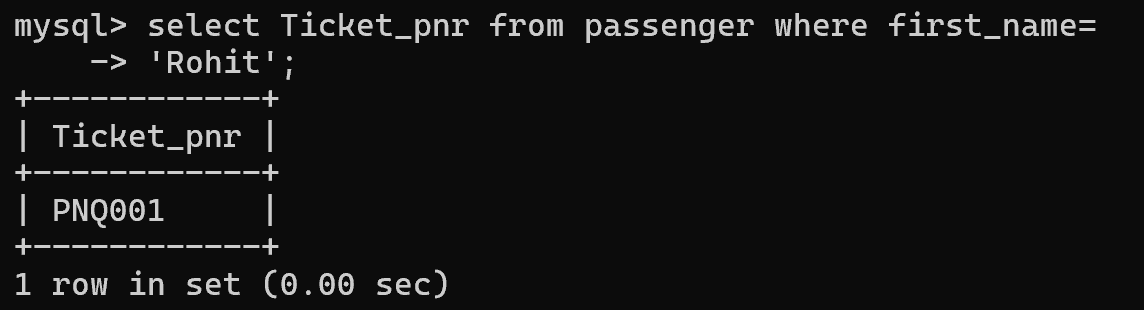 mysql> select Ticket_pnr from passenger where first_name=
    -> 'Rohit';
+------------+
| Ticket_pnr |
+------------+
| PNQ001     |
+------------+
1 row in set (0.00 sec)